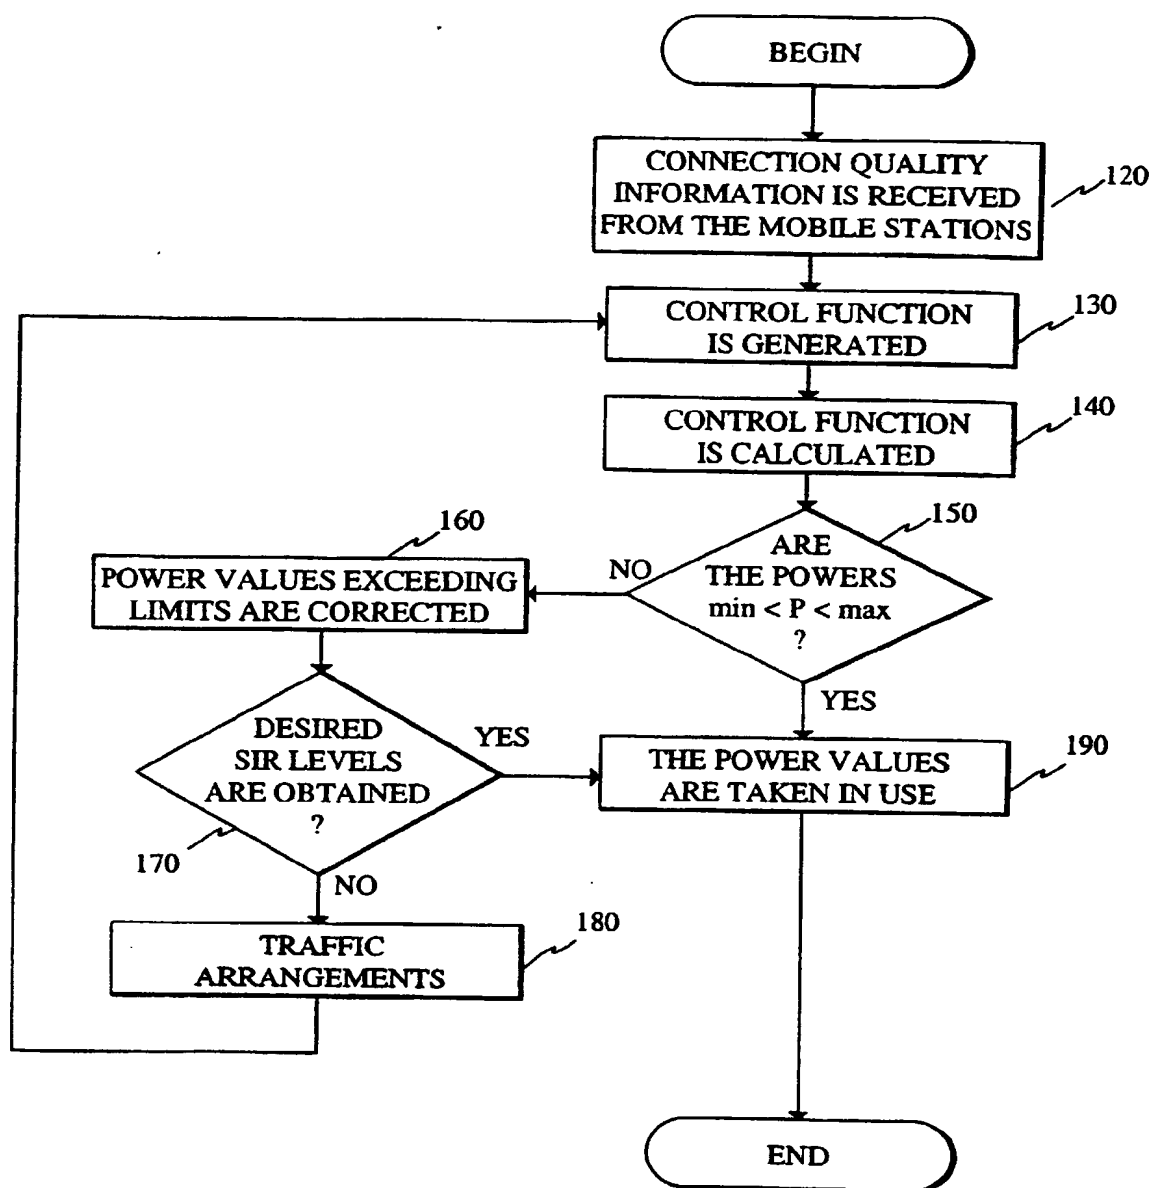 BEGIN
CONNECTION QUALITY
INFORMATION IS RECEIVED
FROM THE MOBILE STATIONS
120
CONTROL FUNCTION
IS GENERATED
130
CONTROL FUNCTION
IS CALCULATED
140
ARE
THE POWERS
min < P < max
?
150
NO
YES
160
POWER VALUES EXCEEDING
LIMITS ARE CORRECTED
DESIRED
SIR LEVELS
ARE OBTAINED
?
170
YES
NO
THE POWER VALUES
ARE TAKEN IN USE
190
TRAFFIC
ARRANGEMENTS
180
END